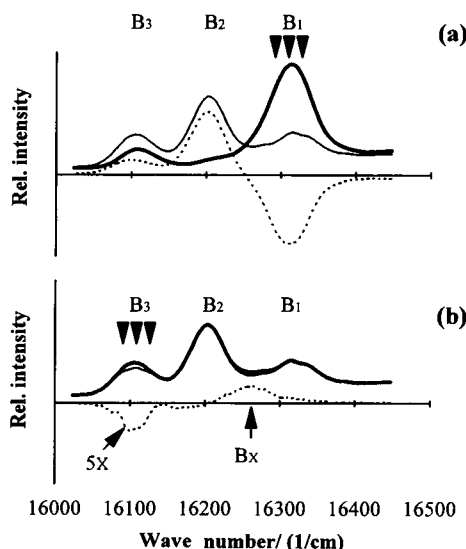 B3 B2 B1 (a)
Rel. intensity
B3 B2 B1 (b)
Rel. intensity
5X BX
16000 16100 16200 16300 16400 16500
Wave number/ (1/cm)